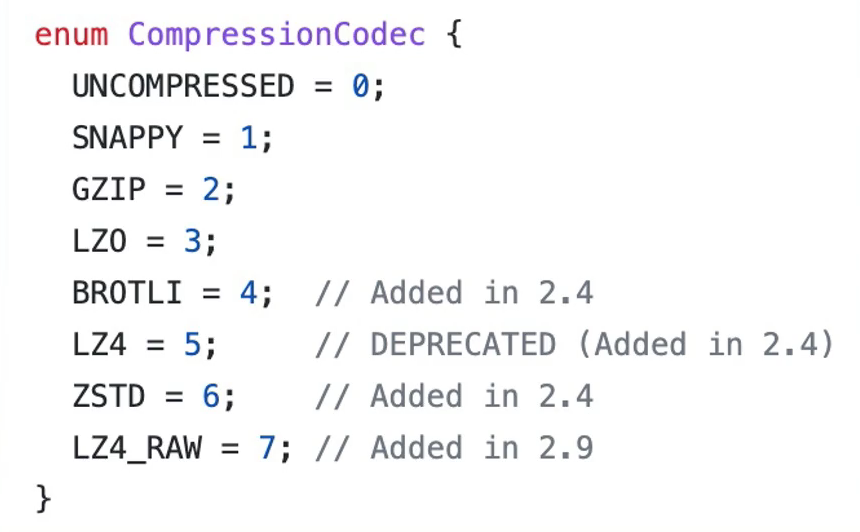 enum CompressionCodec {
  UNCOMPRESSED = 0;
  SNAPPY = 1;
  GZIP = 2;
  LZO = 3;
  BROTLI = 4;  // Added in 2.4
  LZ4 = 5;     // DEPRECATED (Added in 2.4)
  ZSTD = 6;    // Added in 2.4
  LZ4_RAW = 7; // Added in 2.9
}